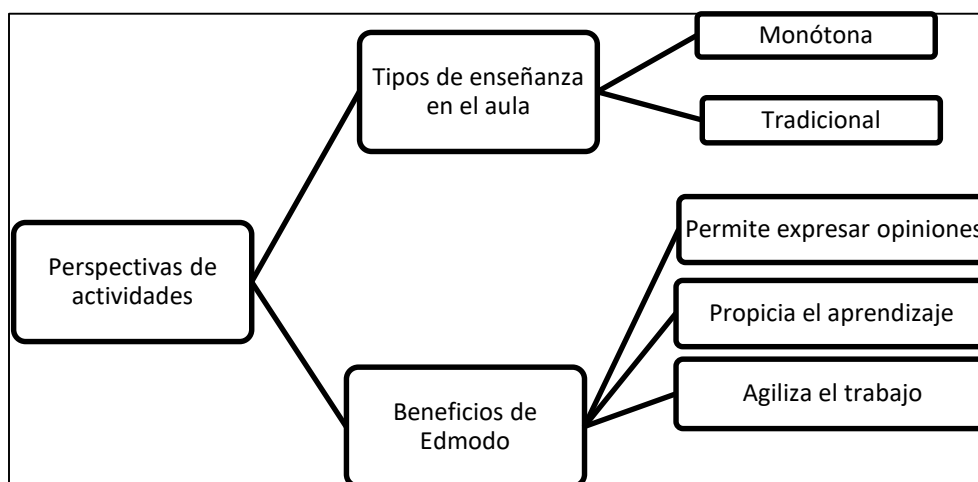 Perspectivas de
actividades
Tipos de enseñanza
en el aula
Monótona
Tradicional
Beneficios de
Edmodo
Permite expresar opiniones
Propicia el aprendizaje
Agiliza el trabajo